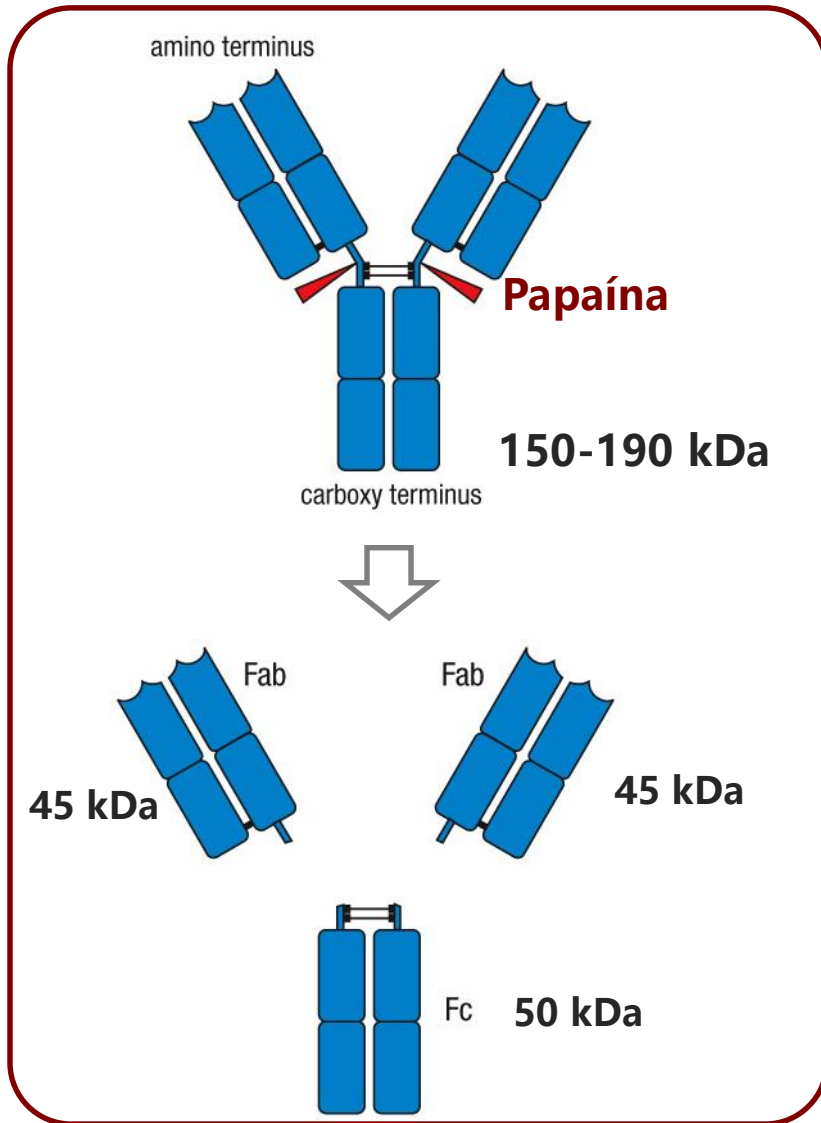 amino terminus
Papaína
150-190 kDa
carboxy terminus
Fab
Fab
45 kDa
45 kDa
Fc
50 kDa